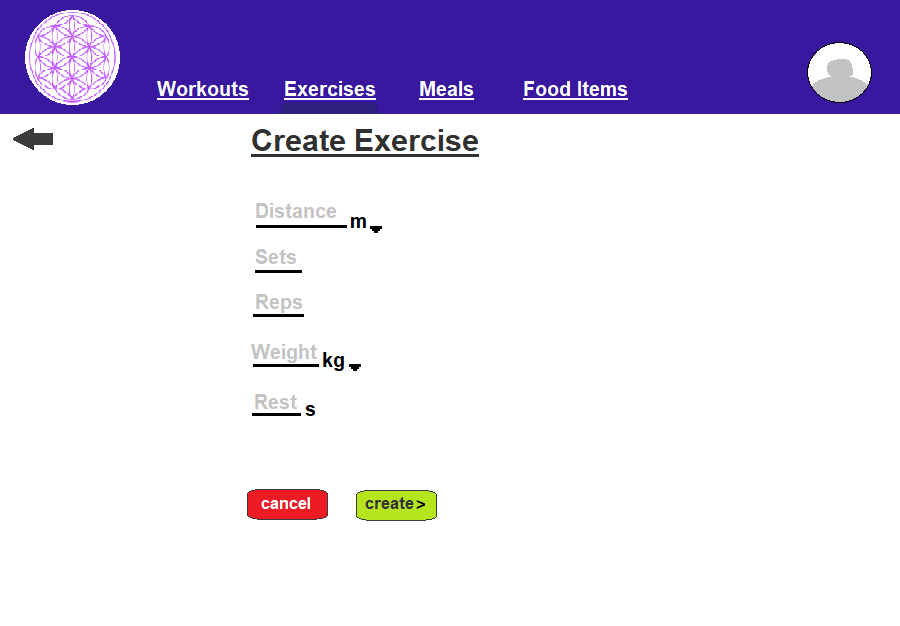 Workouts Exercises Meals Food Items
Create Exercise
Distance m
Sets
Reps
Weight kg
Rest s
cancel create>